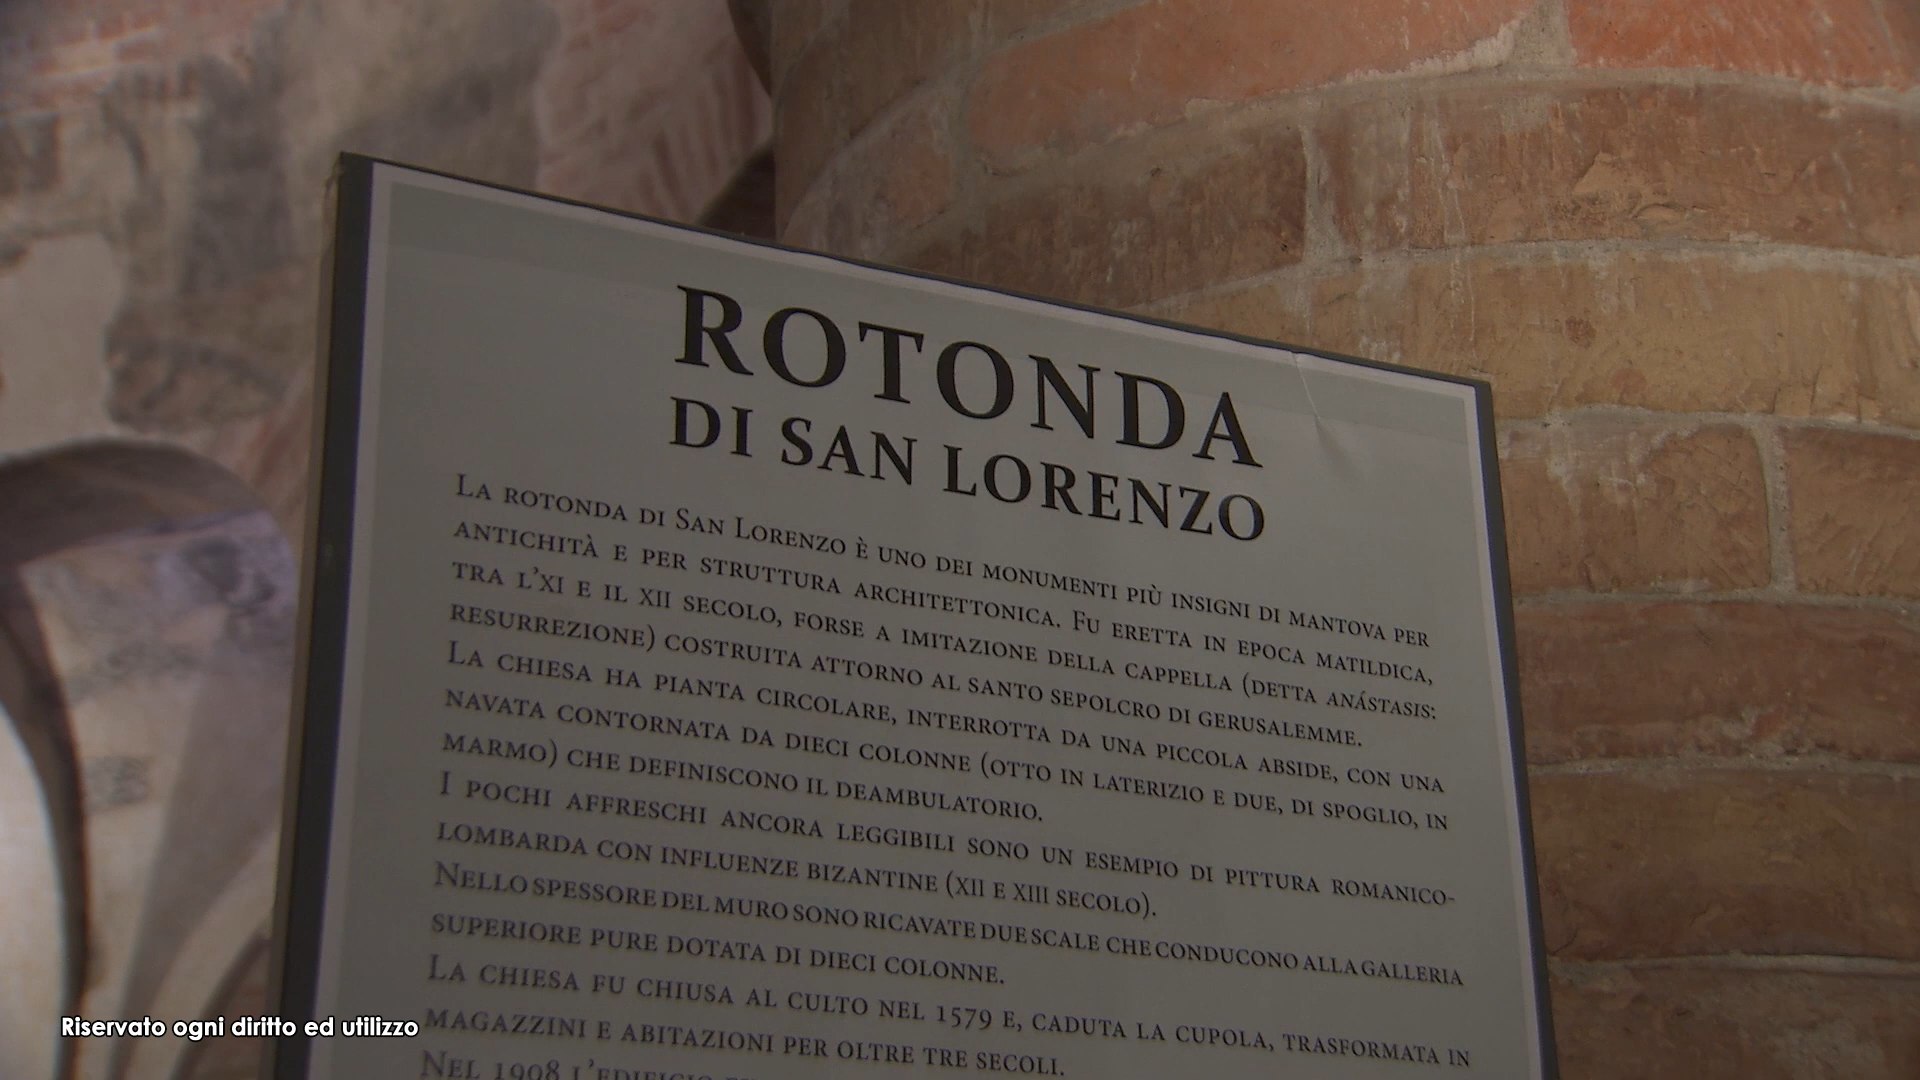 ROTONDA
DI SAN LORENZO
LA ROTONDA DI SAN LORENZO È UNO DEI MONUMENTI PIÙ INSIGNI DI MANTOVA PER
ANTICHITÀ E PER STRUTTURA ARCHITETTONICA. FU ERETTA IN EPOCA MATILDICA,
TRA L'XI E IL XII SECOLO, FORSE A IMITAZIONE DELLA CAPPELLA (DETTA ANÁSTASIS:
RESURREZIONE) COSTRUITA ATTORNO AL SANTO SEPOLCRO DI GERUSALEMME.
LA CHIESA HA PIANTA CIRCOLARE, INTERROTTA DA UNA PICCOLA ABSIDE, CON UNA
NAVATA CONTORNATA DA DIECI COLONNE (OTTO IN LATERIZIO E DUE, DI SPOGLIO, IN
MARMO) CHE DEFINISCONO IL DEAMBULATORIO.
I POCHI AFFRESCHI ANCORA LEGGIBILI SONO UN ESEMPIO DI PITTURA ROMANICO-
LOMBARDA CON INFLUENZE BIZANTINE (XII E XIII SECOLO).
NELLO SPESSORE DEL MURO SONO RICAVATE DUE SCALE CHE CONDUCONO ALLA GALLERIA
SUPERIORE PURE DOTATA DI DIECI COLONNE.
LA CHIESA FU CHIUSA AL CULTO NEL 1579 E, CADUTA LA CUPOLA, TRASFORMATA IN
MAGAZZINI E ABITAZIONI PER OLTRE TRE SECOLI.
NEL 1908 L'EDIFICIO
Riservato ogni diritto ed utilizzo